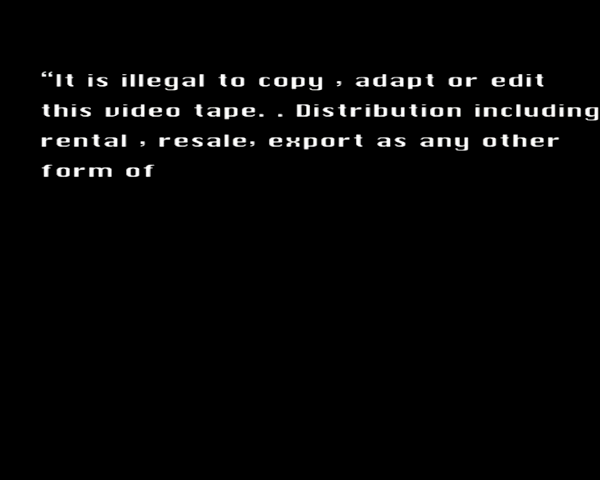 “It is illegal to copy , adapt or edit
this video tape. . Distribution including
rental , resale, export as any other
form of